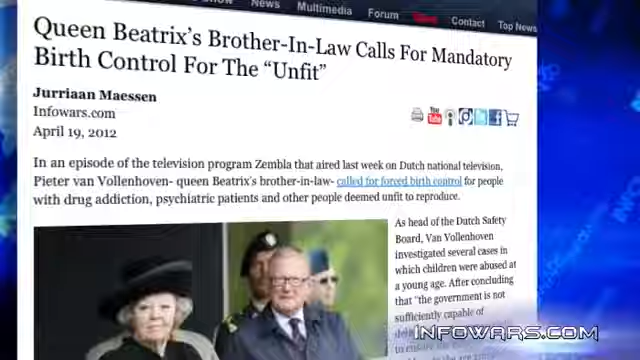 News
Multimedia
Forum
Contact
Top News
Queen Beatrix's Brother-In-Law Calls For Mandatory
Birth Control For The "Unfit"
Jurriaan Maessen
Infowars.com
April 19, 2012
You
Tube
In an episode of the television program Zembla that aired last week on Dutch national television,
Pieter van Vollenhoven- queen Beatrix's brother-in-law- called for forced birth control for people
with drug addiction, psychiatric patients and other people deemed unfit to reproduce.
As head of the Dutch Safety
Board, Van Vollenhoven
investigated several cases in
which children were abused at
a young age. After concluding
that "the government is not
sufficiently capable of
INFOWARS.COM